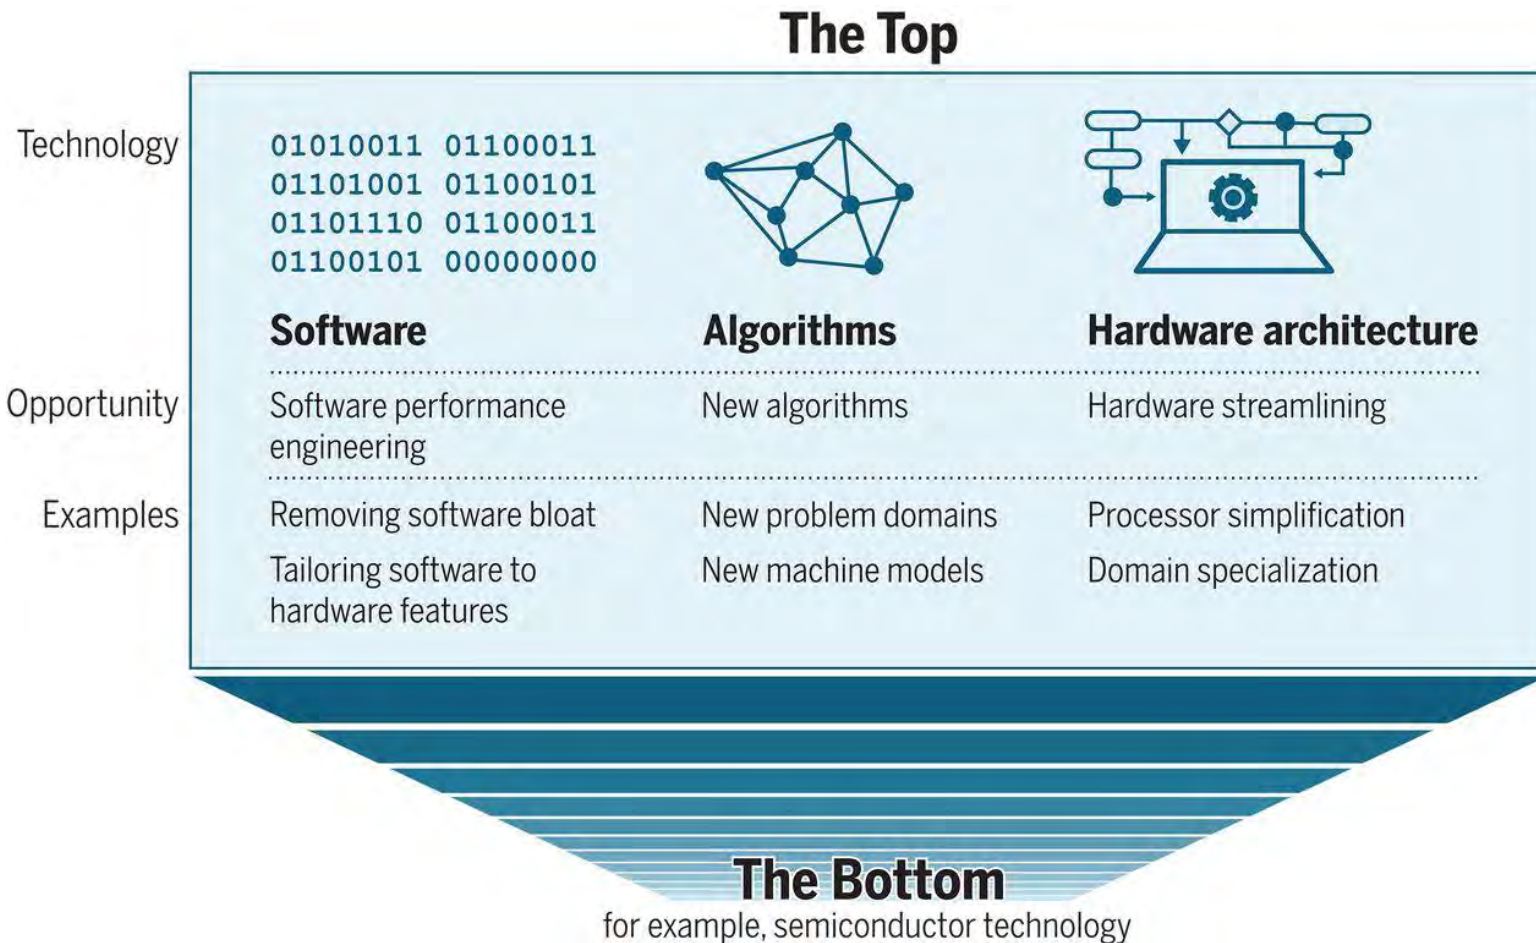 The Top
Technology
01010011 01100011
01101001 01100101
01101110 01100011
01100101 00000000
Software
Algorithms
Hardware architecture
Opportunity
Software performance
engineering
New algorithms
Hardware streamlining
Examples
Removing software bloat
New problem domains
Processor simplification
Tailoring software to
hardware features
New machine models
Domain specialization
The Bottom
for example, semiconductor technology